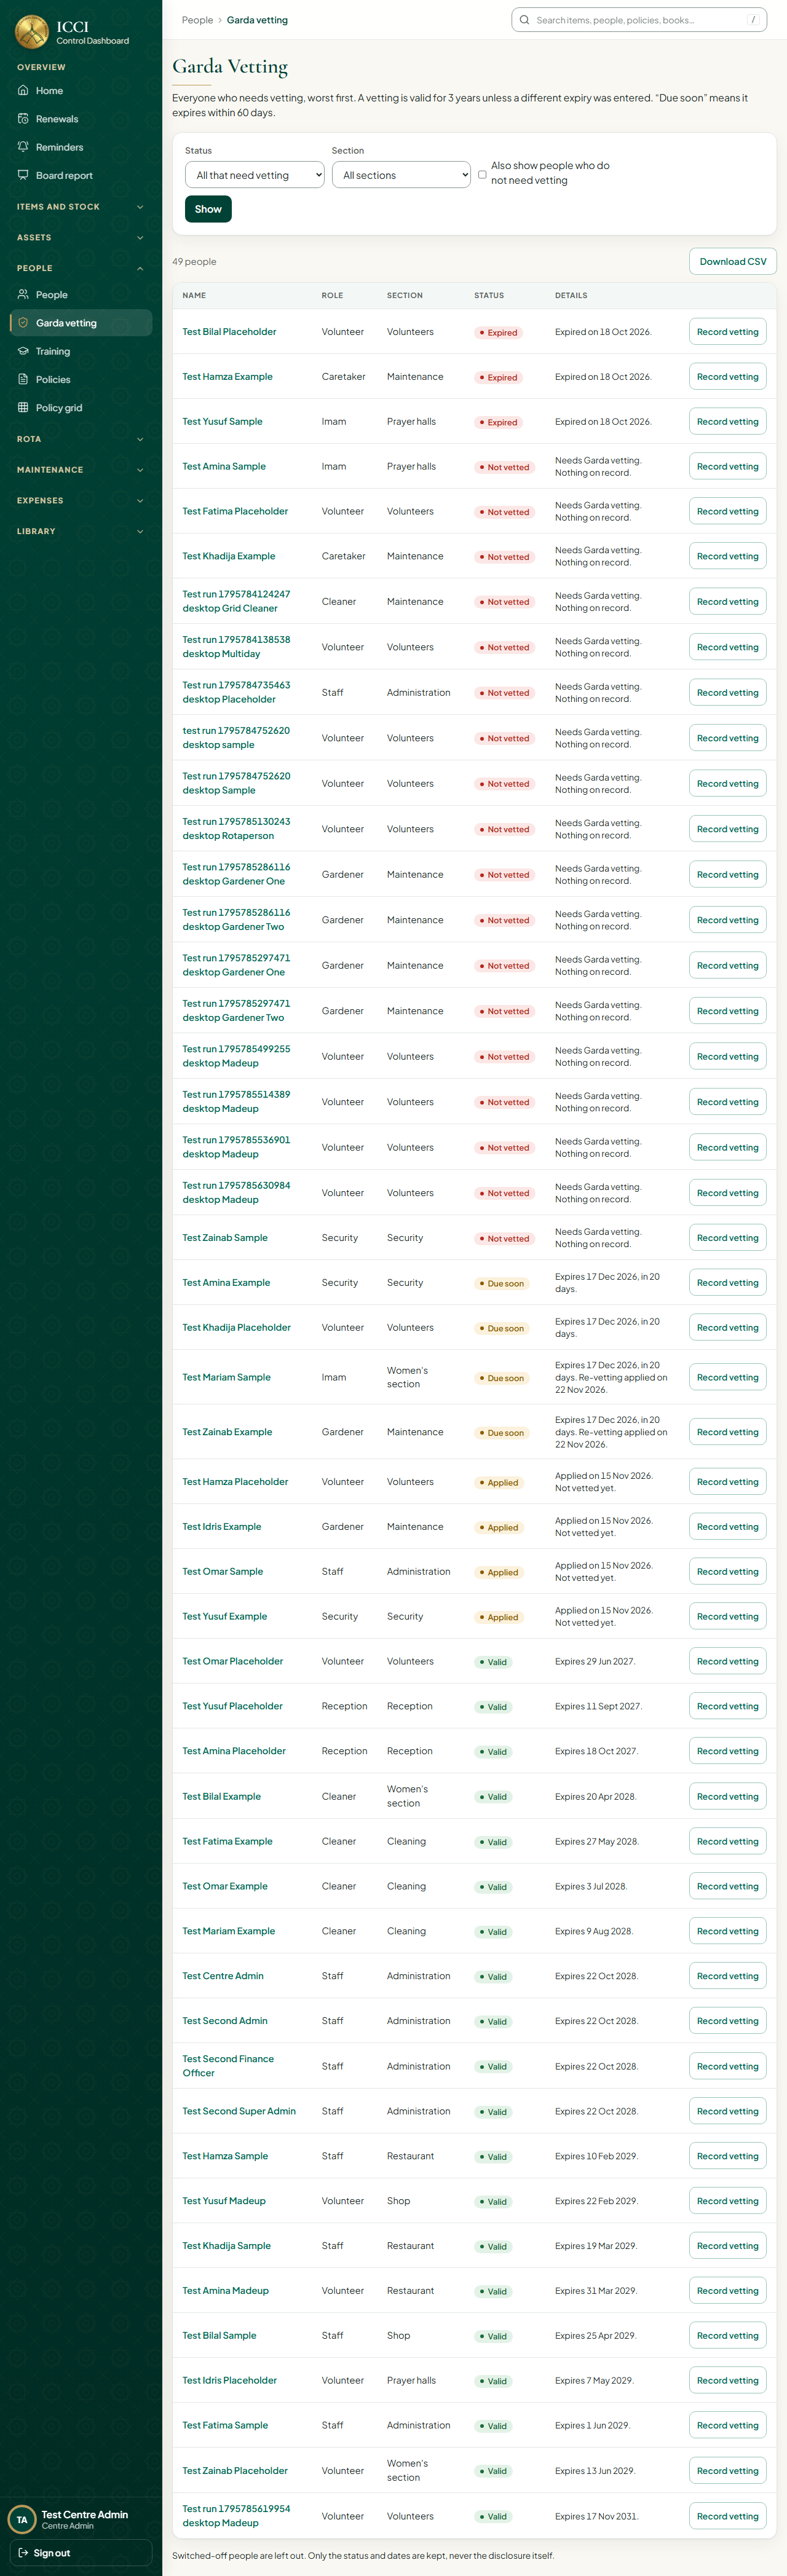 ICCI
Control Dashboard
OVERVIEW
Home
Renewals
Reminders
Board report
ITEMS AND STOCK
ASSETS
PEOPLE
People
Garda vetting
Training
Policies
Policy grid
ROTA
MAINTENANCE
EXPENSES
LIBRARY
TA
Test Centre Admin
Centre Admin
Sign out
People > Garda vetting
Search items, people, policies, books… /
Garda Vetting
Everyone who needs vetting, worst first. A vetting is valid for 3 years unless a different expiry was entered. “Due soon” means it
expires within 60 days.
Status Section
All that need vetting All sections
Also show people who do
not need vetting
Show
49 people Download CSV
NAME ROLE SECTION STATUS DETAILS
Test Bilal Placeholder Volunteer Volunteers Expired Expired on 18 Oct 2026. Record vetting
Test Hamza Example Caretaker Maintenance Expired Expired on 18 Oct 2026. Record vetting
Test Yusuf Sample Imam Prayer halls Expired Expired on 18 Oct 2026. Record vetting
Test Amina Sample Imam Prayer halls Not vetted Needs Garda vetting. Record vetting
Nothing on record.
Test Fatima Placeholder Volunteer Volunteers Not vetted Needs Garda vetting. Record vetting
Nothing on record.
Test Khadija Example Caretaker Maintenance Not vetted Needs Garda vetting. Record vetting
Nothing on record.
Test run 1795784124247 Cleaner Maintenance Not vetted Needs Garda vetting. Record vetting
desktop Grid Cleaner Nothing on record.
Test run 1795784138538 Volunteer Volunteers Not vetted Needs Garda vetting. Record vetting
desktop Multiday Nothing on record.
Test run 1795784735463 Staff Administration Not vetted Needs Garda vetting. Record vetting
desktop Placeholder Nothing on record.
test run 1795784752620 Volunteer Volunteers Not vetted Needs Garda vetting. Record vetting
desktop sample Nothing on record.
Test run 1795784752620 Volunteer Volunteers Not vetted Needs Garda vetting. Record vetting
desktop Sample Nothing on record.
Test run 1795785130243 Volunteer Volunteers Not vetted Needs Garda vetting. Record vetting
desktop Rotaperson Nothing on record.
Test run 1795785286116 Gardener Maintenance Not vetted Needs Garda vetting. Record vetting
desktop Gardener One Nothing on record.
Test run 1795785286116 Gardener Maintenance Not vetted Needs Garda vetting. Record vetting
desktop Gardener Two Nothing on record.
Test run 1795785297471 Gardener Maintenance Not vetted Needs Garda vetting. Record vetting
desktop Gardener One Nothing on record.
Test run 1795785297471 Gardener Maintenance Not vetted Needs Garda vetting. Record vetting
desktop Gardener Two Nothing on record.
Test run 1795785499255 Volunteer Volunteers Not vetted Needs Garda vetting. Record vetting
desktop Madeup Nothing on record.
Test run 1795785514389 Volunteer Volunteers Not vetted Needs Garda vetting. Record vetting
desktop Madeup Nothing on record.
Test run 1795785536901 Volunteer Volunteers Not vetted Needs Garda vetting. Record vetting
desktop Madeup Nothing on record.
Test run 1795785630984 Volunteer Volunteers Not vetted Needs Garda vetting. Record vetting
desktop Madeup Nothing on record.
Test Zainab Sample Security Security Not vetted Needs Garda vetting. Record vetting
Nothing on record.
Test Amina Example Security Security Due soon Expires 17 Dec 2026, in 20 Record vetting
days.
Test Khadija Placeholder Volunteer Volunteers Due soon Expires 17 Dec 2026, in 20 Record vetting
days.
Test Mariam Sample Imam Women's section Due soon Expires 17 Dec 2026, in 20 Record vetting
days. Re-vetting applied on
22 Nov 2026.
Test Zainab Example Gardener Maintenance Due soon Expires 17 Dec 2026, in 20 Record vetting
days. Re-vetting applied on
22 Nov 2026.
Test Hamza Placeholder Volunteer Volunteers Applied Applied on 15 Nov 2026. Record vetting
Not vetted yet.
Test Idris Example Gardener Maintenance Applied Applied on 15 Nov 2026. Record vetting
Not vetted yet.
Test Omar Sample Staff Administration Applied Applied on 15 Nov 2026. Record vetting
Not vetted yet.
Test Yusuf Example Security Security Applied Applied on 15 Nov 2026. Record vetting
Not vetted yet.
Test Omar Placeholder Volunteer Volunteers Valid Expires 29 Jun 2027. Record vetting
Test Yusuf Placeholder Reception Reception Valid Expires 11 Sept 2027. Record vetting
Test Amina Placeholder Reception Reception Valid Expires 18 Oct 2027. Record vetting
Test Bilal Example Cleaner Women's section Valid Expires 20 Apr 2028. Record vetting
Test Fatima Example Cleaner Cleaning Valid Expires 27 May 2028. Record vetting
Test Omar Example Cleaner Cleaning Valid Expires 3 Jul 2028. Record vetting
Test Mariam Example Cleaner Cleaning Valid Expires 9 Aug 2028. Record vetting
Test Centre Admin Staff Administration Valid Expires 22 Oct 2028. Record vetting
Test Second Admin Staff Administration Valid Expires 22 Oct 2028. Record vetting
Test Second Finance Staff Administration Valid Expires 22 Oct 2028. Record vetting
Officer
Test Second Super Admin Staff Administration Valid Expires 22 Oct 2028. Record vetting
Test Hamza Sample Staff Restaurant Valid Expires 10 Feb 2029. Record vetting
Test Yusuf Madeup Volunteer Shop Valid Expires 22 Feb 2029. Record vetting
Test Khadija Sample Staff Restaurant Valid Expires 19 Mar 2029. Record vetting
Test Amina Madeup Volunteer Restaurant Valid Expires 31 Mar 2029. Record vetting
Test Bilal Sample Staff Shop Valid Expires 25 Apr 2029. Record vetting
Test Idris Placeholder Volunteer Prayer halls Valid Expires 7 May 2029. Record vetting
Test Fatima Sample Staff Administration Valid Expires 1 Jun 2029. Record vetting
Test Zainab Placeholder Volunteer Women's section Valid Expires 13 Jun 2029. Record vetting
Test run 1795785619954 Volunteer Volunteers Valid Expires 17 Nov 2031. Record vetting
desktop Madeup
Switched-off people are left out. Only the status and dates are kept, never the disclosure itself.